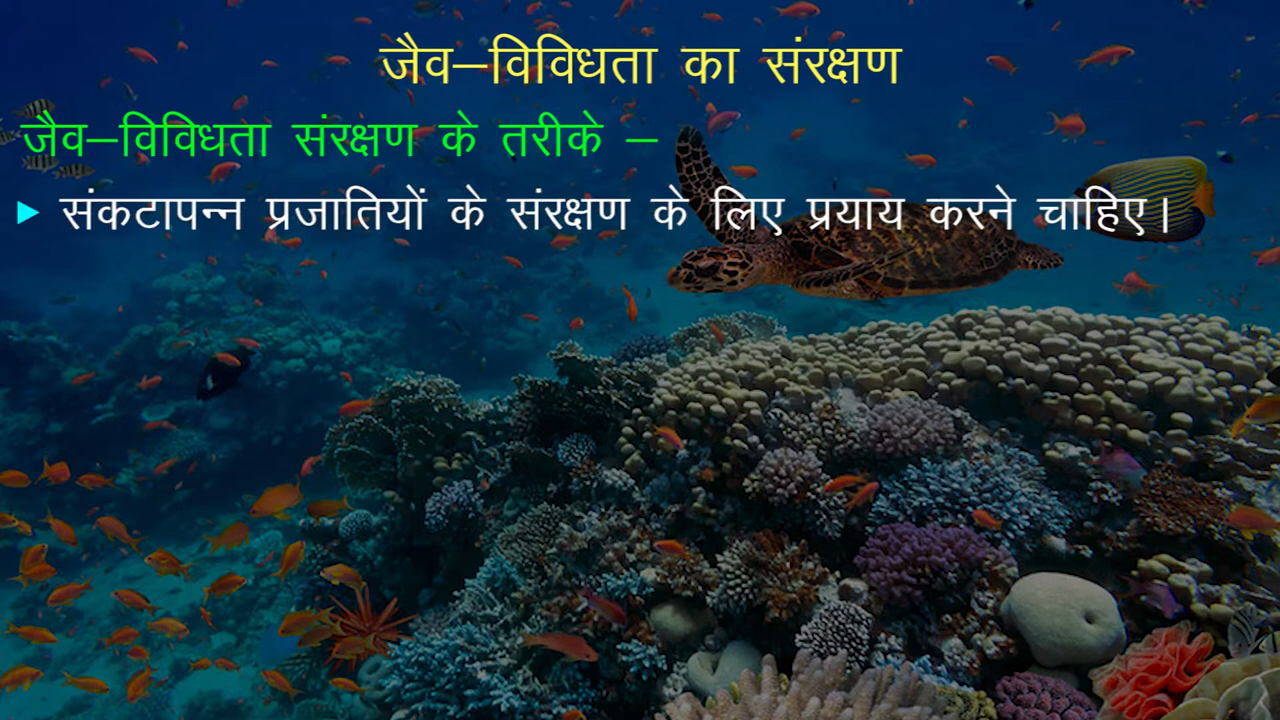 जैव–विविधता का संरक्षण
जैव–विविधता संरक्षण के तरीके –
संकटापन्न प्रजातियों के संरक्षण के लिए प्रयाय करने चाहिए।